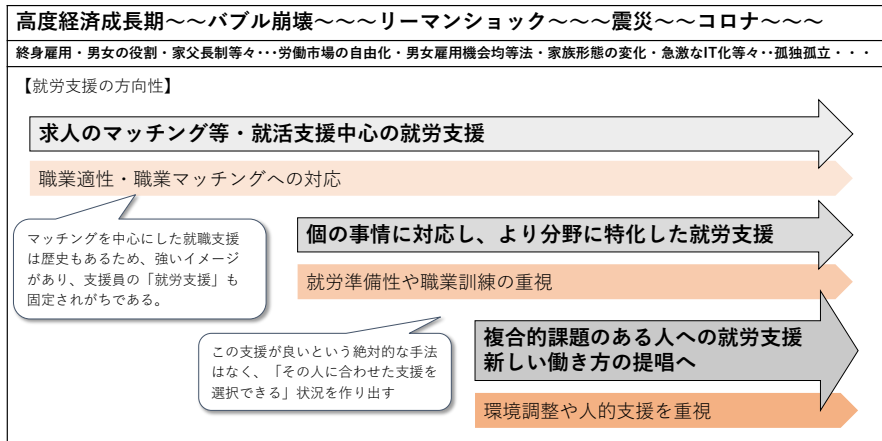 高度経済成長期～～バブル崩壊～～～リーマンショック～～～震災～～コロナ～～～
終身雇用・男女の役割・家父長制等々･･･労働市場の自由化・男女雇用機会均等法・家族形態の変化・急激なIT化等々･･孤独孤立・・・
【就労支援の方向性】
求人のマッチング等・就活支援中心の就労支援
職業適性・職業マッチングへの対応
マッチングを中心にした就職支援
は歴史もあるため、強いイメージ
があり、支援員の「就労支援」も
固定されがちである。
個の事情に対応し、より分野に特化した就労支援
就労準備性や職業訓練の重視
この支援が良いという絶対的な手法
はなく、「その人に合わせた支援を
選択できる」状況を作り出す
複合的課題のある人への就労支援
新しい働き方の提唱へ
環境調整や人的支援を重視